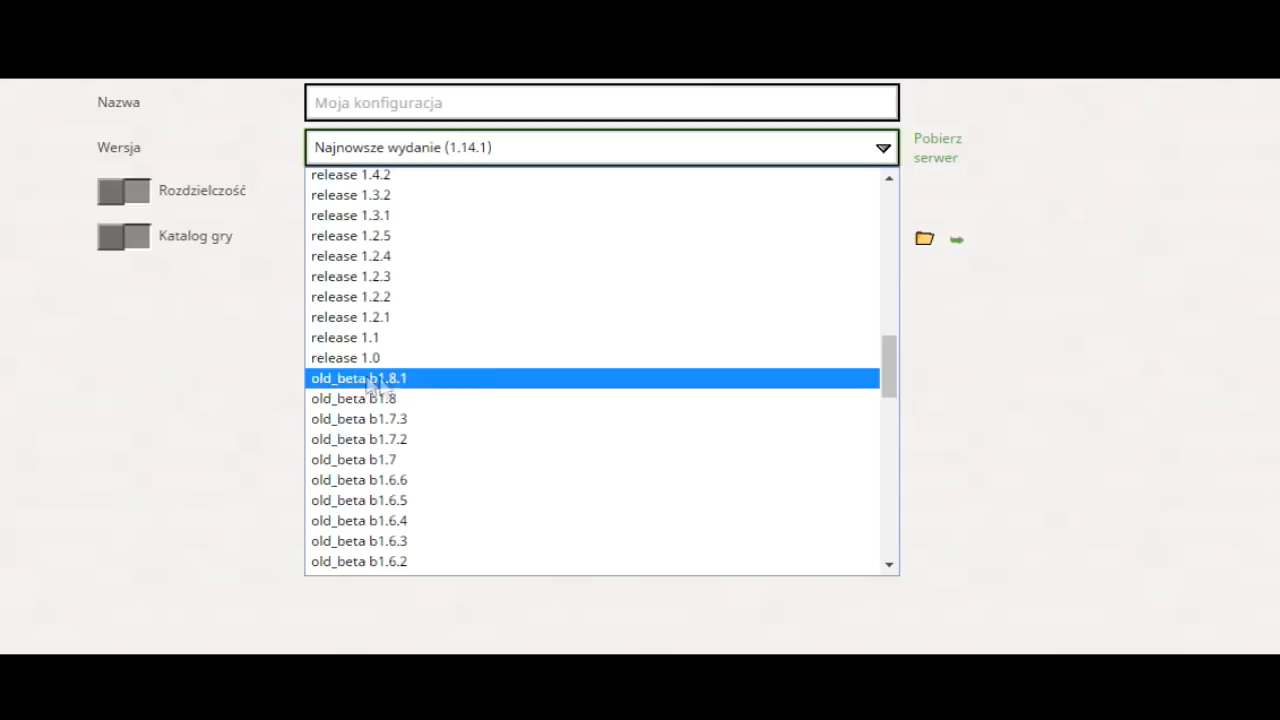 Nazwa
Moja konfiguracja
Wersja
Najnowsze wydanie (1.14.1)
Pobierz
serwer
Rozdzielczość
Katalog gry
release 1.4.2
release 1.3.2
release 1.3.1
release 1.2.5
release 1.2.4
release 1.2.3
release 1.2.2
release 1.2.1
release 1.1
release 1.0
old_beta b1.8.1
old_beta b1.8
old_beta b1.7.3
old_beta b1.7.2
old_beta b1.7
old_beta b1.6.6
old_beta b1.6.5
old_beta b1.6.4
old_beta b1.6.3
old_beta b1.6.2